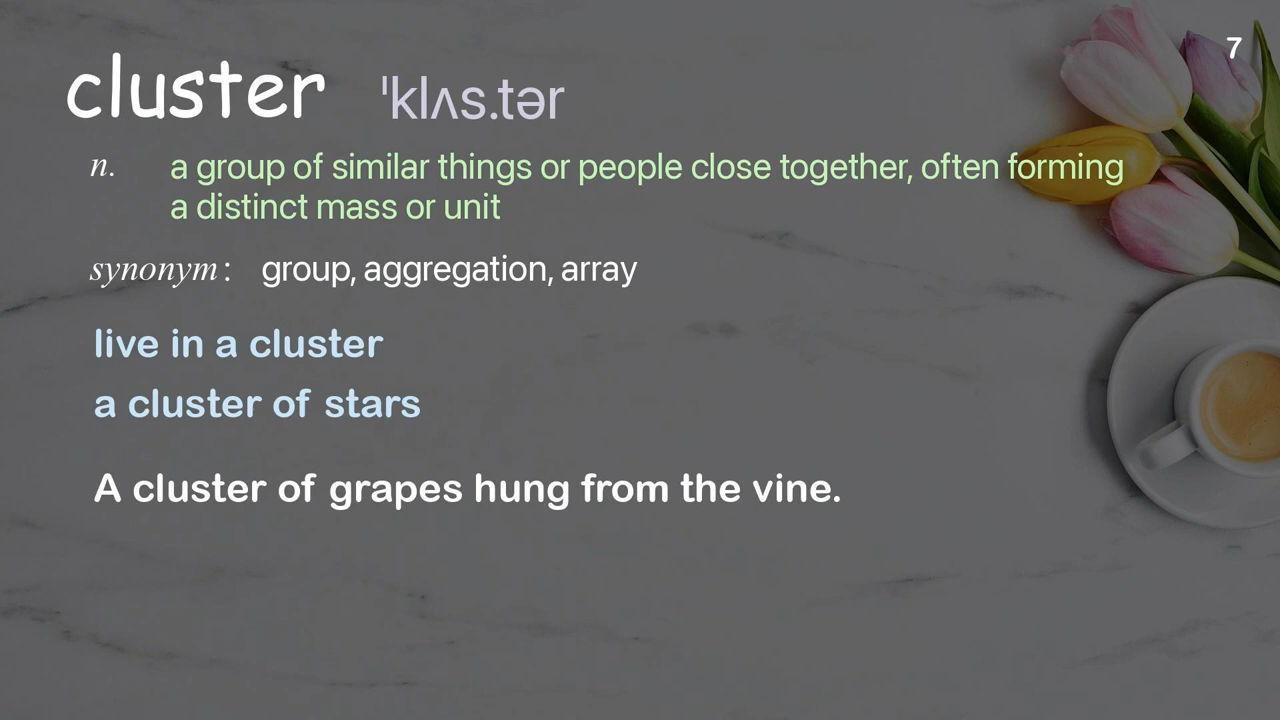 7
cluster ˈklʌs.tər
n. a group of similar things or people close together, often forming
a distinct mass or unit
synonym: group, aggregation, array
live in a cluster
a cluster of stars
A cluster of grapes hung from the vine.